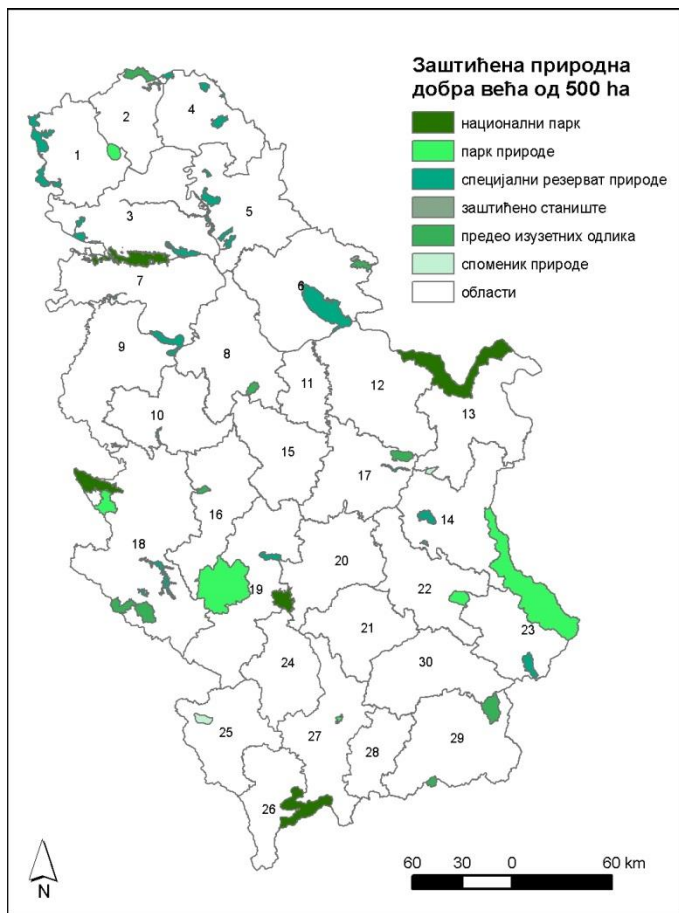 Заштићена природна
добра већа од 500 ha
национални парк
парк природе
специјални резерват природе
заштићено станиште
предео изузетних одлика
споменик природе
области
1
2
4
3
5
7
6
9
8
11
12
13
10
15
17
14
16
18
19
20
22
21
23
24
30
25
27
28
29
26
N
60 30 0 60 km